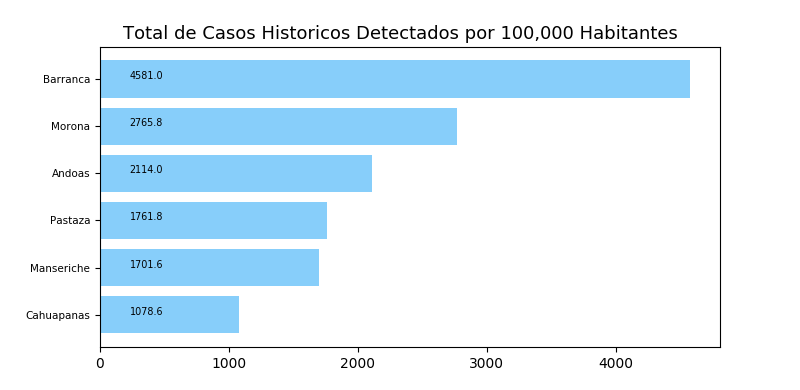 Total de Casos Historicos Detectados por 100,000 Habitantes
Barranca 4581.0
Morona 2765.8
Andoas 2114.0
Pastaza 1761.8
Manseriche 1701.6
Cahuapanas 1078.6
0 1000 2000 3000 4000